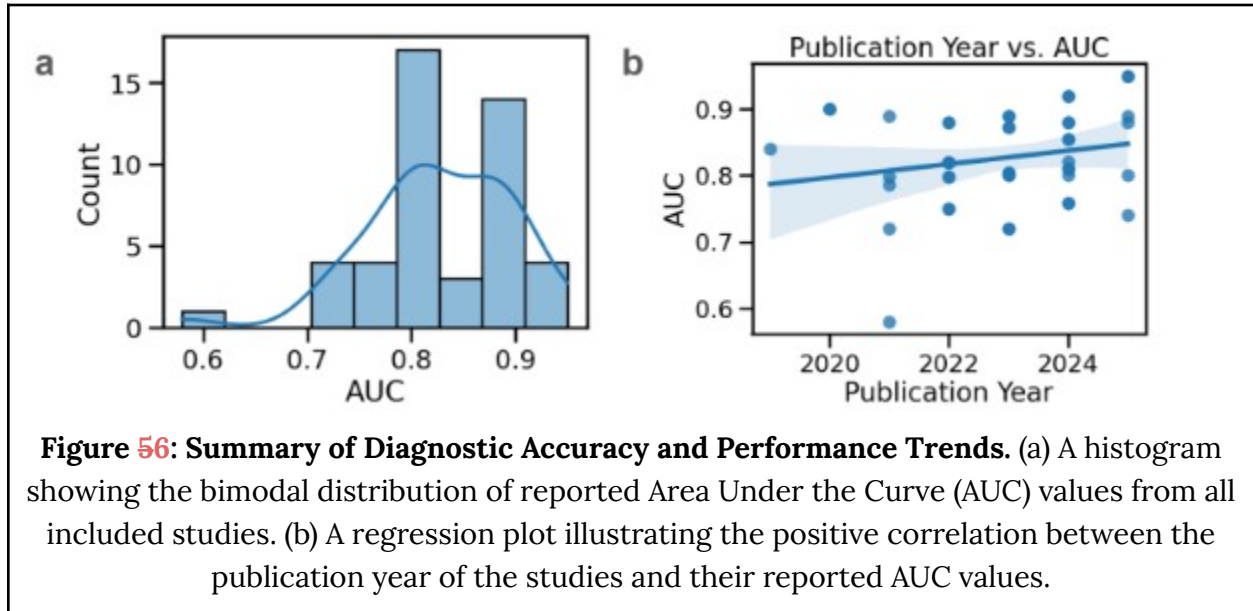 a
Count
15
10
5
0
0.6 0.7 0.8 0.9
AUC
b
Publication Year vs. AUC
AUC
0.9
0.8
0.7
0.6
2020 2022 2024
Publication Year
Figure 56: Summary of Diagnostic Accuracy and Performance Trends. (a) A histogram
showing the bimodal distribution of reported Area Under the Curve (AUC) values from all
included studies. (b) A regression plot illustrating the positive correlation between the
publication year of the studies and their reported AUC values.